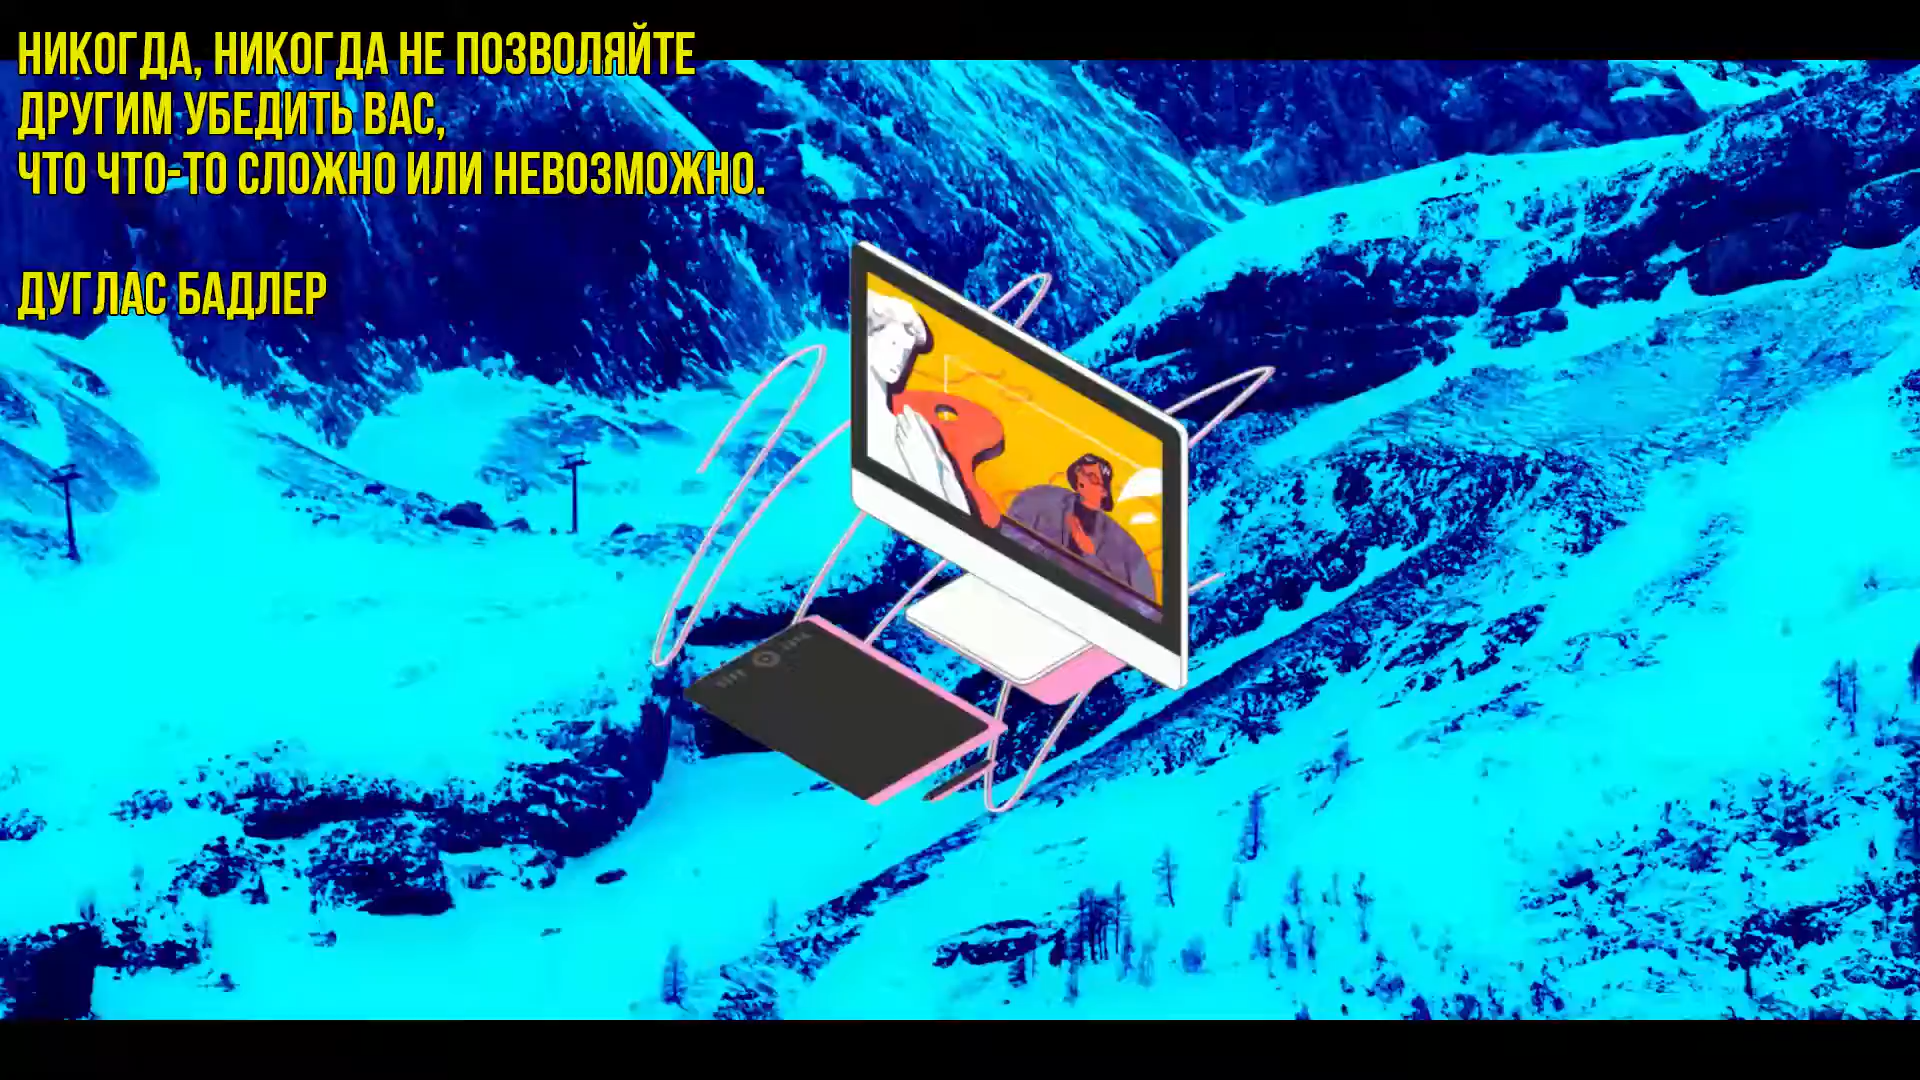 НИКОГДА, НИКОГДА НЕ ПОЗВОЛЯЙТЕ
ДРУГИМ УБЕДИТЬ ВАС,
ЧТО ЧТО-ТО СЛОЖНО ИЛИ НЕВОЗМОЖНО.
ДУГЛАС БАДЛЕР